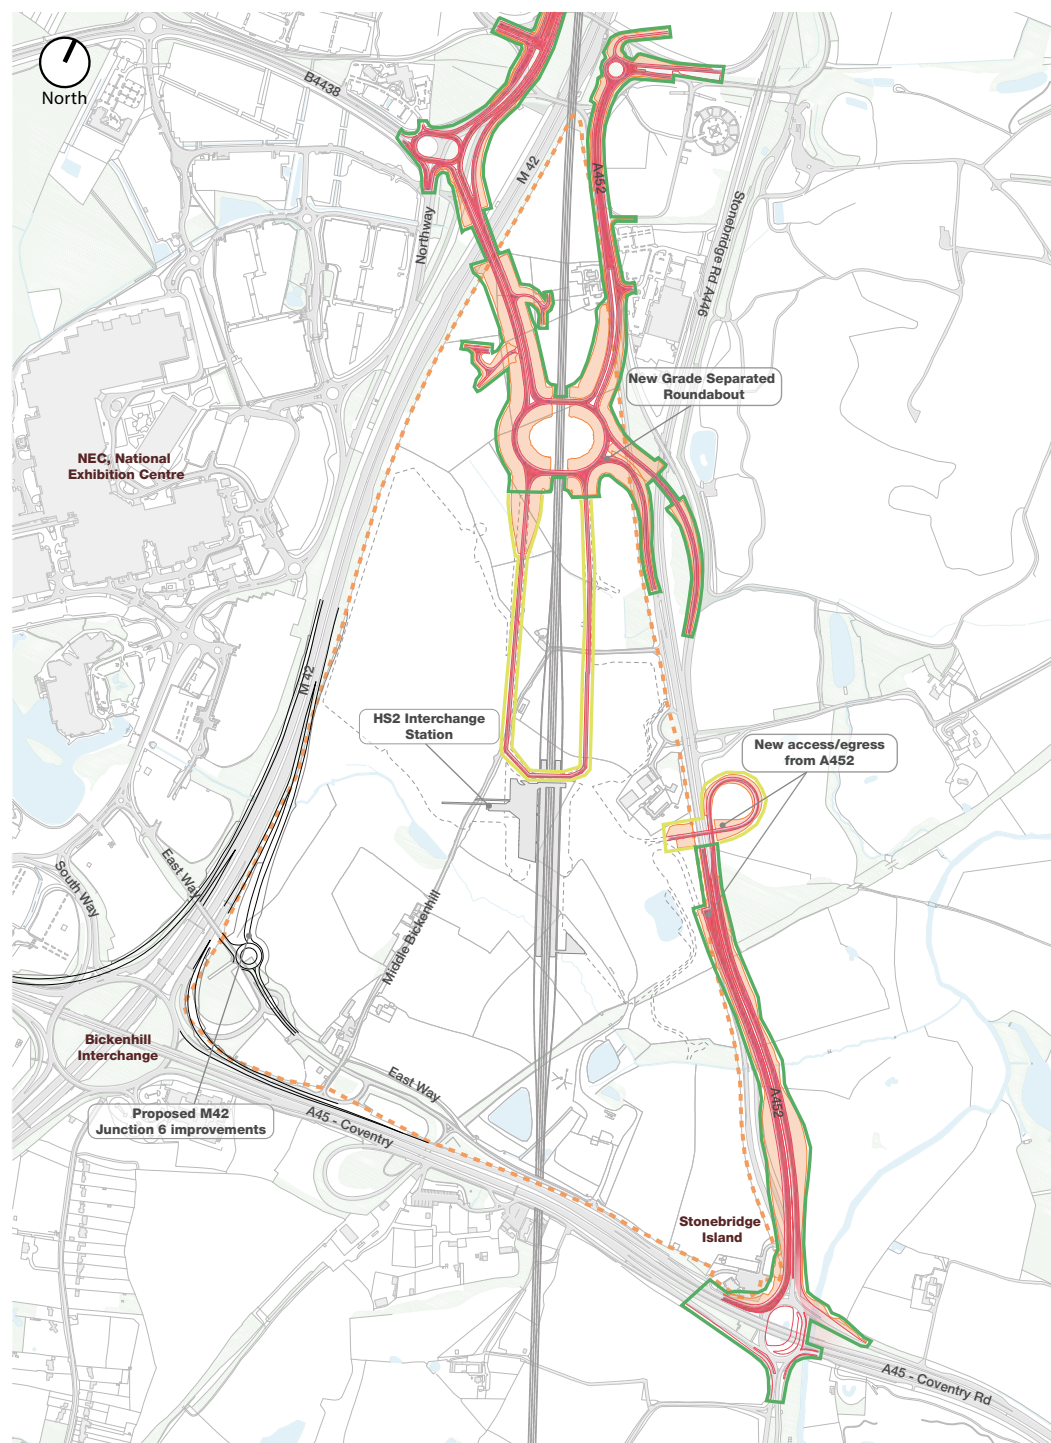 North
B4438
M 42
A452
Northway
Stonebridge Rd A446
New Grade Separated
Roundabout
NEC, National
Exhibition Centre
M 42
HS2 Interchange
Station
New access/egress
from A452
East Way
South Way
Middle Bickenhill
Bickenhill
Interchange
East Way
A452
Proposed M42
Junction 6 improvements
A45 - Coventry
Stonebridge
Island
A45 - Coventry Rd